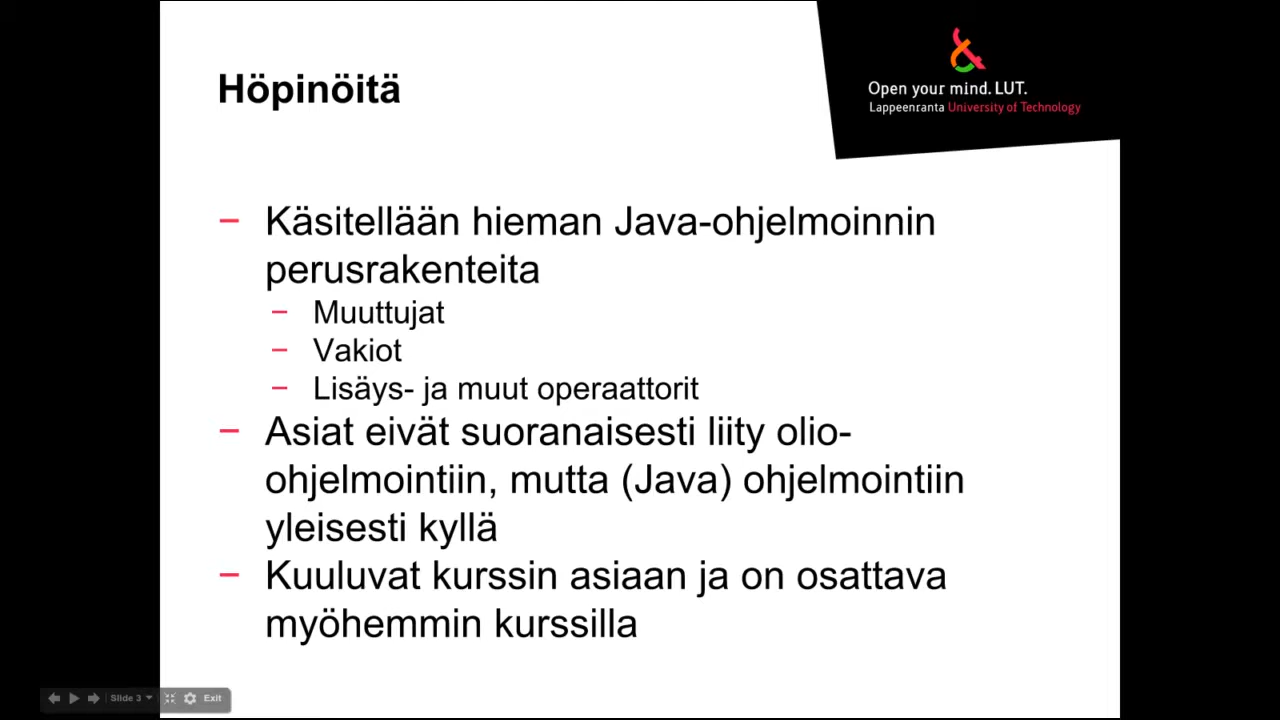 Höpinöitä
Open your mind. LUT.
Lappeenranta University of Technology
– Käsitellään hieman Java-ohjelmoinnin
perusrakenteita
– Muuttujat
– Vakiot
– Lisäys- ja muut operaattorit
– Asiat eivät suoranaisesti liity olio-
ohjelmointiin, mutta (Java) ohjelmointiin
yleisesti kyllä
– Kuuluvat kurssin asiaan ja on osattava
myöhemmin kurssilla
Slide 3 Exit